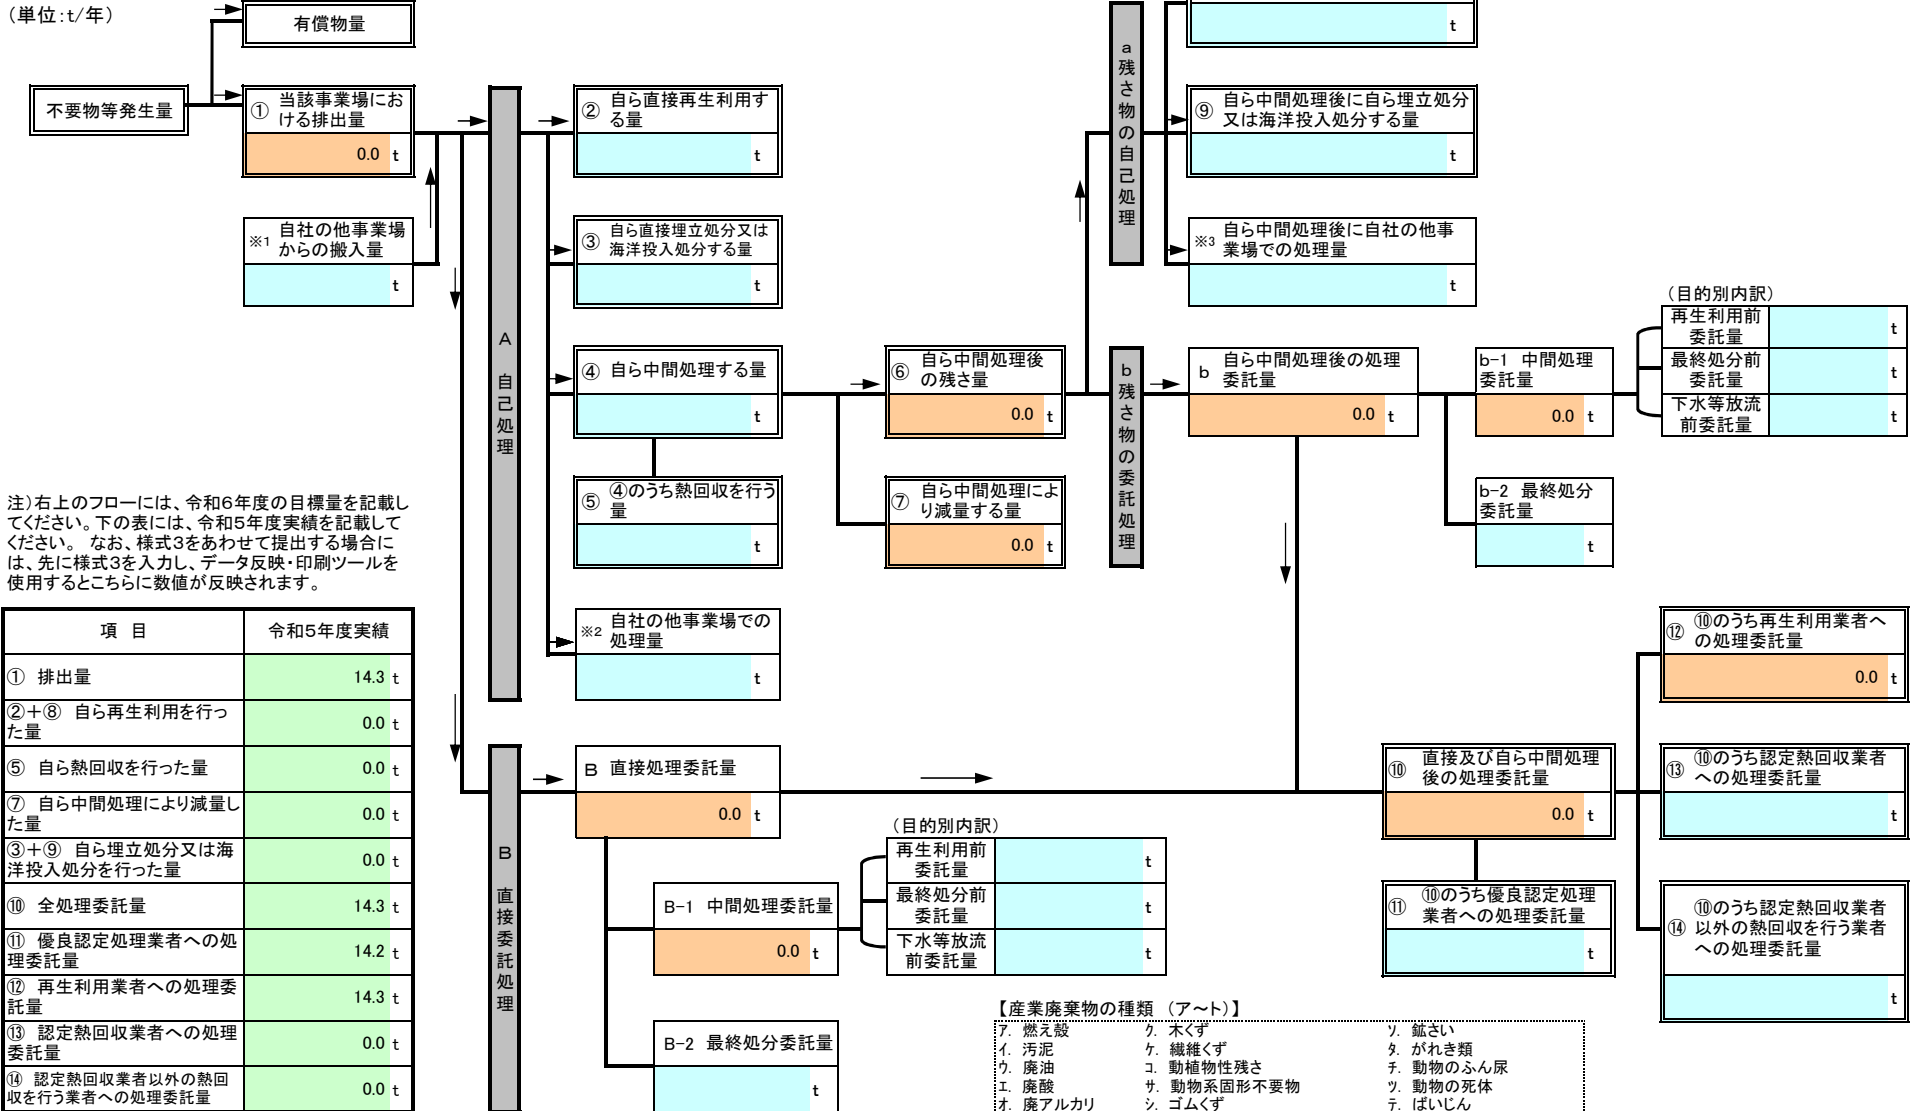 (単位:t/年)
有償物量
不要物等発生量
① 当該事業場にお
ける排出量
0.0 t
※1 自社の他事業場
からの搬入量
t
A 自己処理
② 自ら直接再生利用す
る量
t
③ 自ら直接埋立処分又は
海洋投入処分する量
t
④ 自ら中間処理する量
t
⑤ ④のうち熱回収を行う
量
t
※2 自社の他事業場での
処理量
t
⑥ 自ら中間処理後
の残さ量
0.0 t
⑦ 自ら中間処理によ
り減量する量
0.0 t
a 残さ物の自己処理
t
⑨ 自ら中間処理後に自ら埋立処分
又は海洋投入処分する量
t
※3 自ら中間処理後に自社の他事
業場での処理量
t
b 残さ物の委託処理
b 自ら中間処理後の処理
委託量
0.0 t
b-1 中間処理
委託量
0.0 t
(目的別内訳)
再生利用前
委託量
t
最終処分前
委託量
t
下水等放流
前委託量
t
b-2 最終処分
委託量
t
注)右上のフローには、令和6年度の目標量を記載し
てください。下の表には、令和5年度実績を記載して
ください。 なお、様式3をあわせて提出する場合に
は、先に様式3を入力し、データ反映・印刷ツールを
使用するとこちらに数値が反映されます。
項 目 令和5年度実績
① 排出量 14.3 t
②+⑧ 自ら再生利用を行っ
た量 0.0 t
⑤ 自ら熱回収を行った量 0.0 t
⑦ 自ら中間処理により減量し
た量 0.0 t
③+⑨ 自ら埋立処分又は海
洋投入処分を行った量 0.0 t
⑩ 全処理委託量 14.3 t
⑪ 優良認定処理業者への処
理委託量 14.2 t
⑫ 再生利用業者への処理委
託量 14.3 t
⑬ 認定熱回収業者への処理
委託量 0.0 t
⑭ 認定熱回収業者以外の熱回
収を行う業者への処理委託量 0.0 t
B 直接委託処理
B 直接処理委託量
0.0 t
B-1 中間処理委託量
0.0 t
(目的別内訳)
再生利用前
委託量
t
最終処分前
委託量
t
下水等放流
前委託量
t
B-2 最終処分委託量
t
⑩ 直接及び自ら中間処理
後の処理委託量
0.0 t
⑪ ⑩のうち優良認定処理
業者への処理委託量
t
⑫ ⑩のうち再生利用業者へ
の処理委託量
0.0 t
⑬ ⑩のうち認定熱回収業者
への処理委託量
t
⑭ ⑩のうち認定熱回収業者
以外の熱回収を行う業者
への処理委託量
t
【産業廃棄物の種類 (ア~ト)】
ア. 燃え殻 ク. 木くず ソ. 鉱さい
イ. 汚泥 ケ. 繊維くず タ. がれき類
ウ. 廃油 コ. 動植物性残さ チ. 動物のふん尿
エ. 廃酸 サ. 動物系固形不要物 ツ. 動物の死体
オ. 廃アルカリ シ. ゴムくず テ. ばいじん